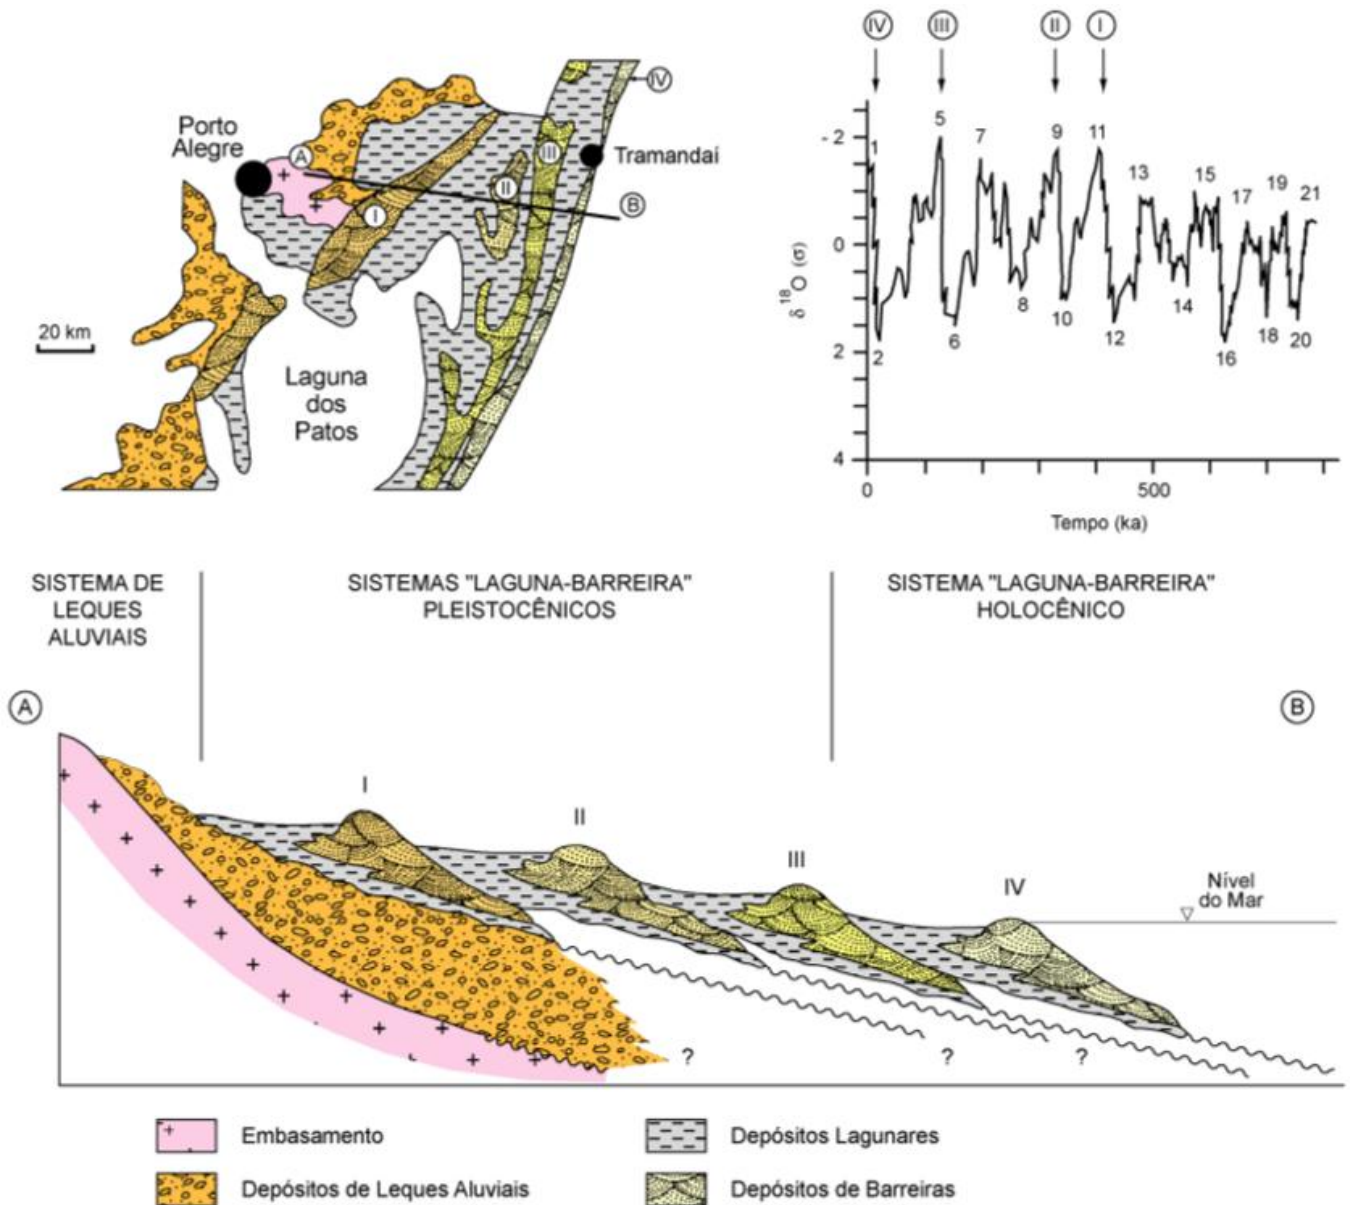 Porto
Alegre
A
I
II
III
IV
Tramandaí
B
20 km
Laguna
dos
Patos
IV
III
II
I
- 2
0
2
4
δ 18O (σ)
1
2
5
6
7
8
9
10
11
12
13
14
15
16
17
18
19
20
21
0
500
Tempo (ka)
SISTEMA DE
LEQUES
ALUVIAIS
SISTEMAS "LAGUNA-BARREIRA"
PLEISTOCÊNICOS
SISTEMA "LAGUNA-BARREIRA"
HOLOCÊNICO
A
B
I
II
III
IV
Nível
do Mar
?
?
?
Embasamento
Depósitos Lagunares
Depósitos de Leques Aluviais
Depósitos de Barreiras